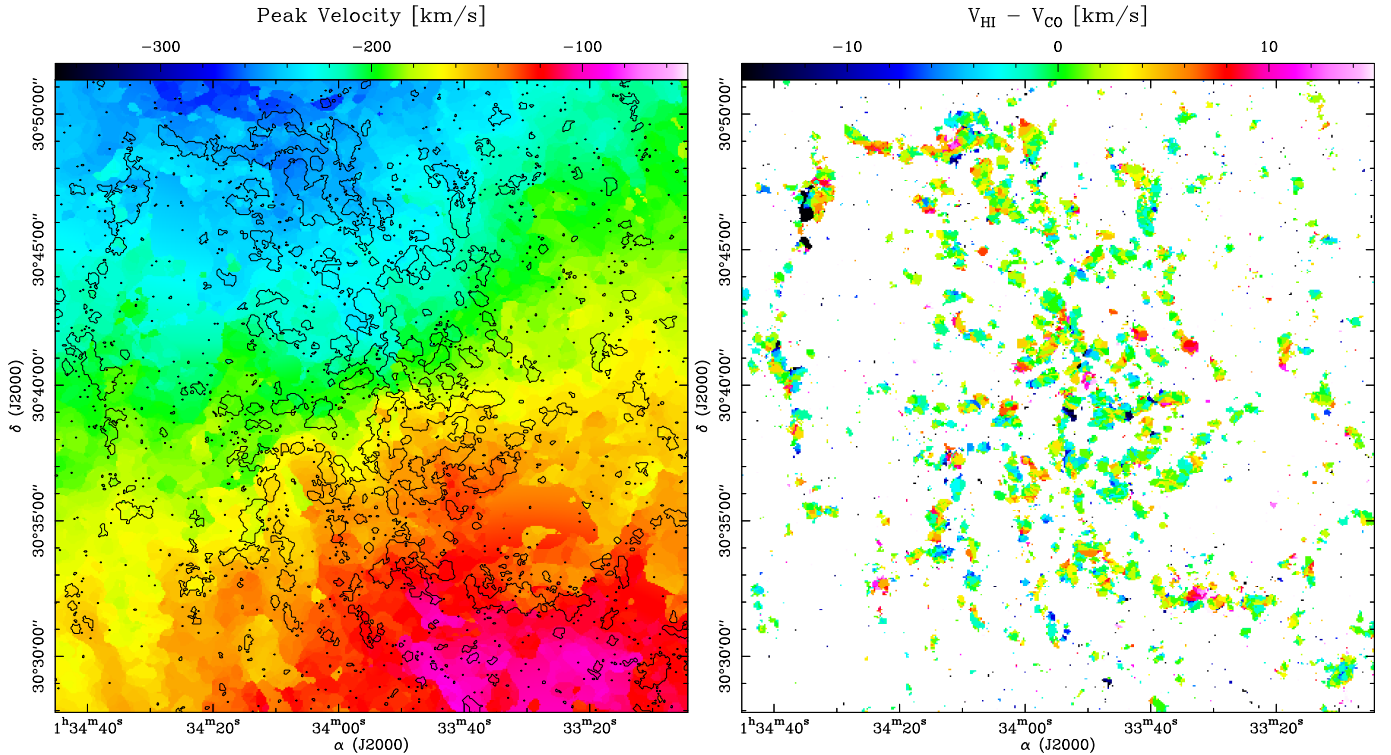 Peak Velocity [km/s]
-300 -200 -100
30°50′00″
30°45′00″
30°40′00″
30°35′00″
30°30′00″
δ (J2000)
1ʰ34ᵐ40ˢ 34ᵐ20ˢ 34ᵐ00ˢ 33ᵐ40ˢ 33ᵐ20ˢ
α (J2000)
V_HI − V_CO [km/s]
-10 0 10
30°50′00″
30°45′00″
30°40′00″
30°35′00″
30°30′00″
δ (J2000)
1ʰ34ᵐ40ˢ 34ᵐ20ˢ 34ᵐ00ˢ 33ᵐ40ˢ 33ᵐ20ˢ
α (J2000)